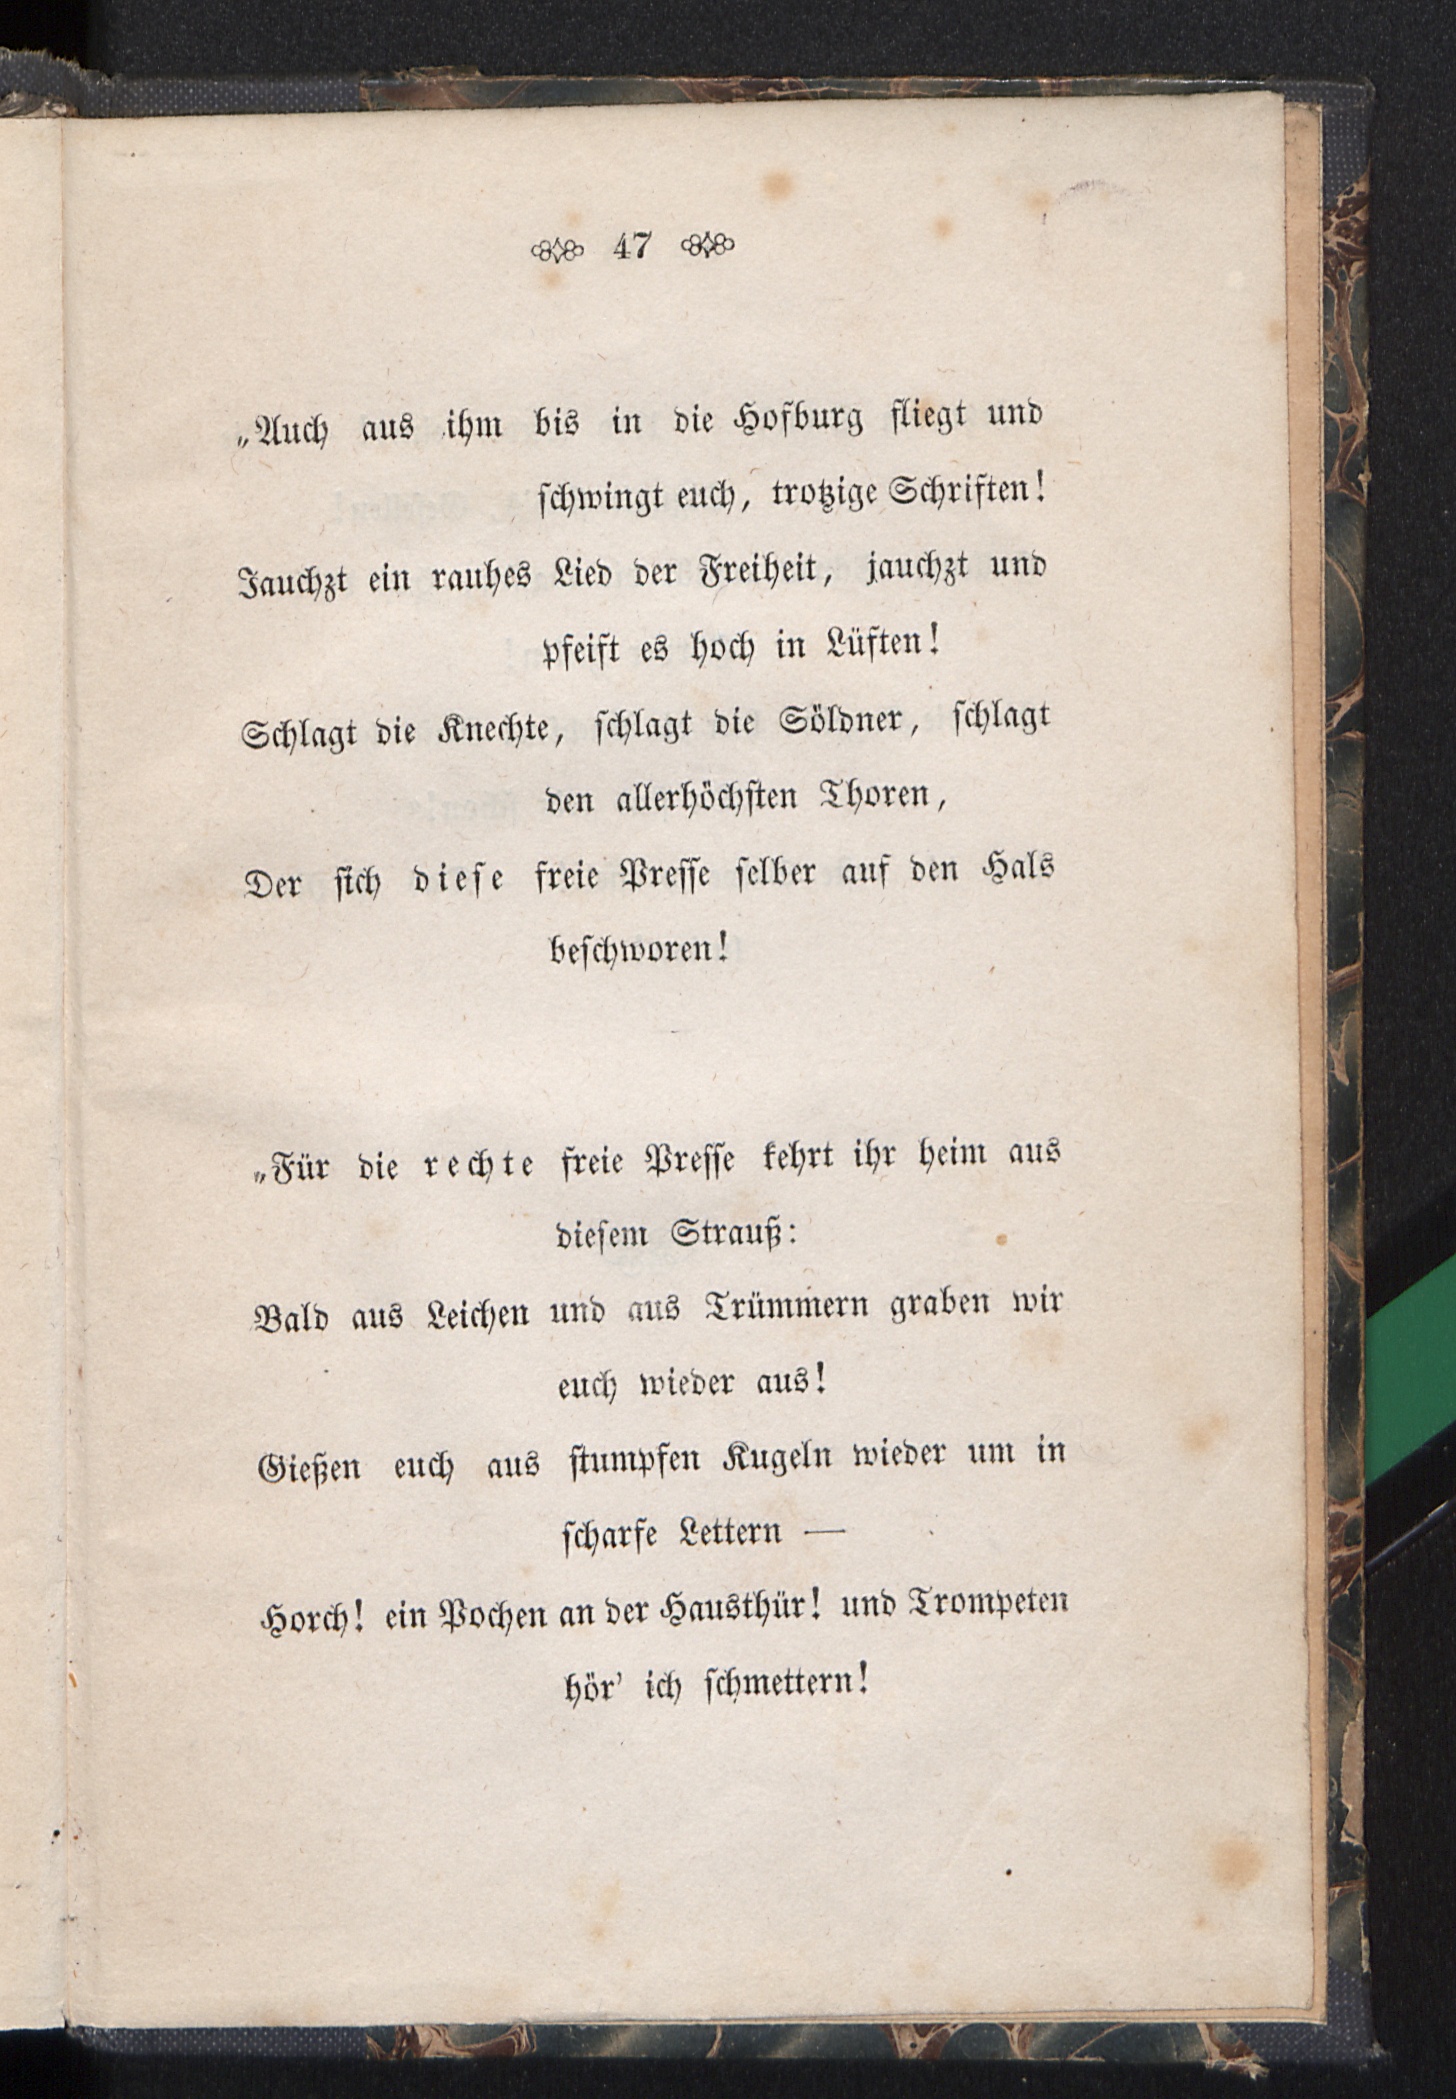 47
„Auch aus ihm bis in die Hofburg fliegt und
schwingt euch, trotzige Schriften!
Jauchzt ein rauhes Lied der Freiheit, jauchzt und
pfeift es hoch in Lüften!
Schlagt die Knechte, schlagt die Söldner, schlagt
den allerhöchsten Thoren,
Der sich diese freie Presse selber auf den Hals
beschworen!
„Für die rechte freie Presse kehrt ihr heim aus
diesem Strauß:
Bald aus Leichen und aus Trümmern graben wir
euch wieder aus!
Gießen euch aus stumpfen Kugeln wieder um in
scharfe Lettern —
Horch! ein Pochen an der Hausthür! und Trompeten
hör’ ich schmettern!